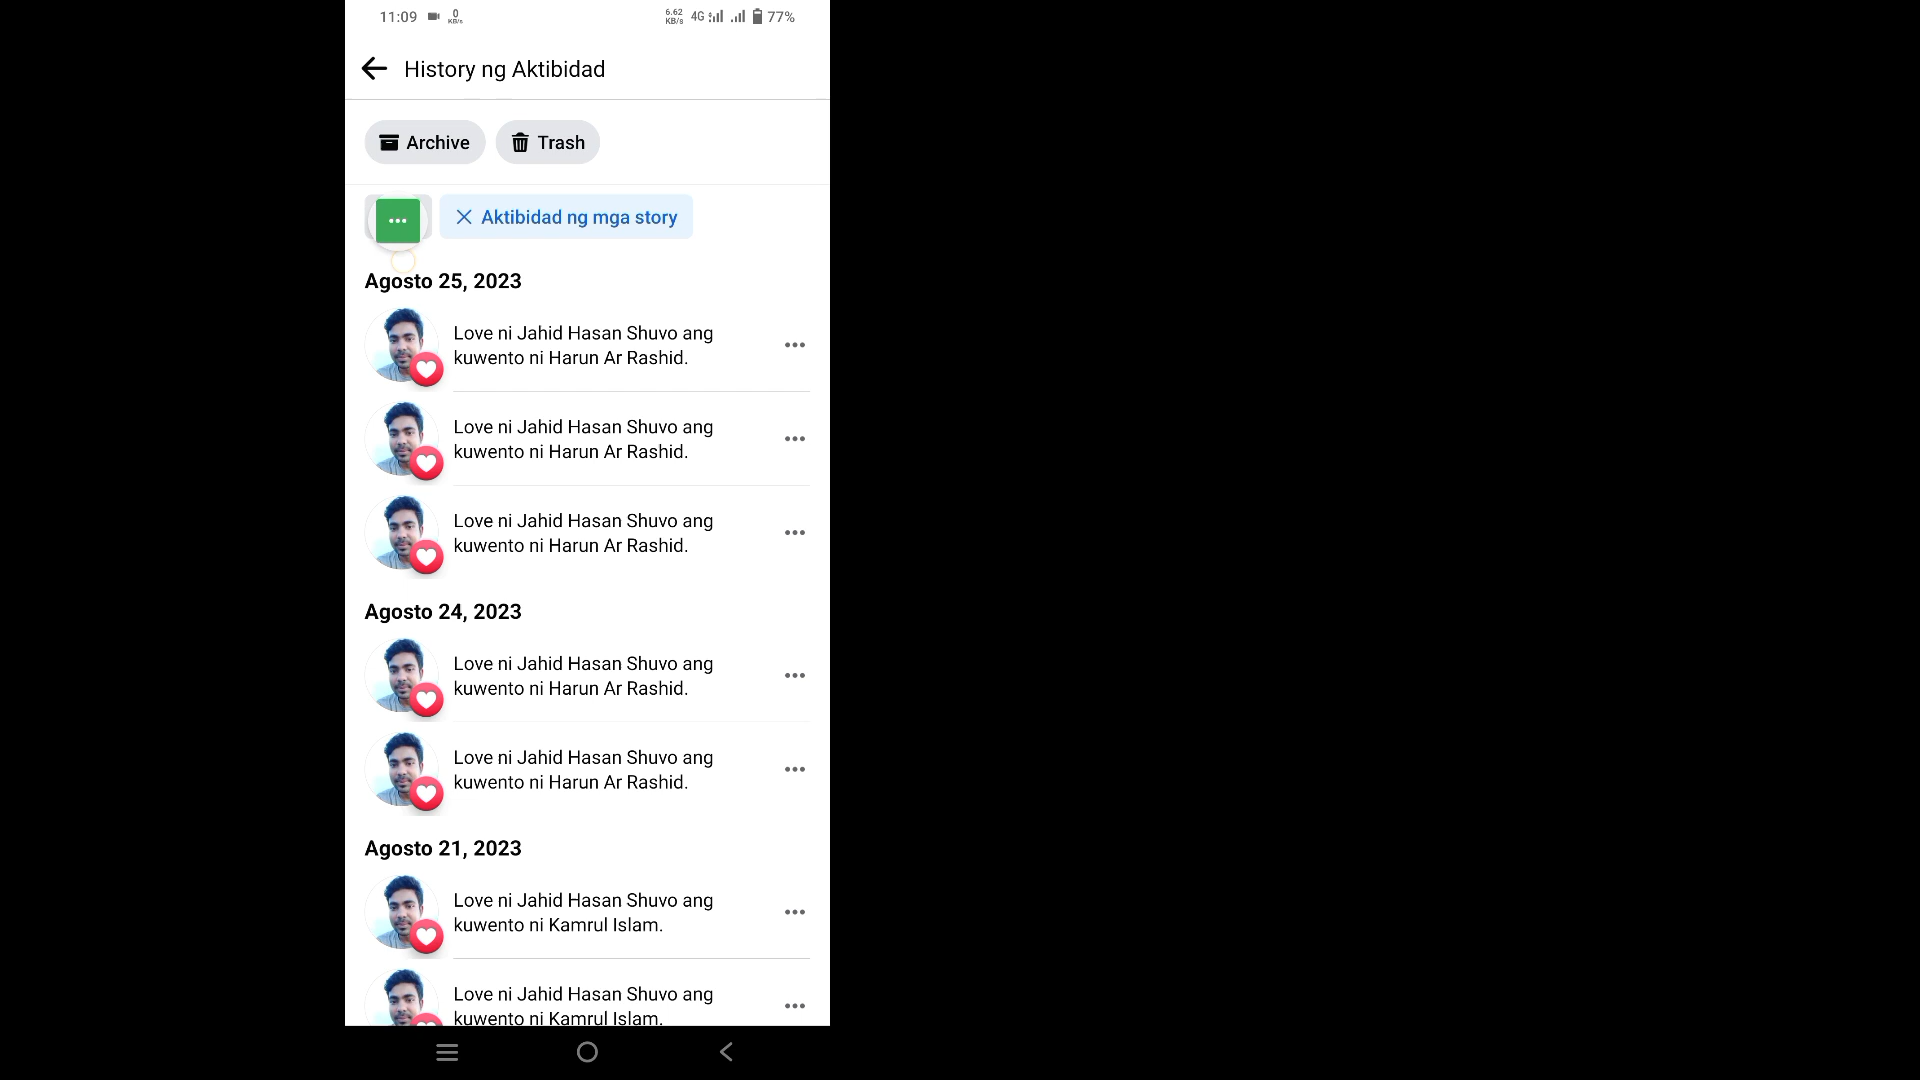 11:09 0 KB/s 6.62 KB/s 4G 77%
History ng Aktibidad
Archive Trash
Aktibidad ng mga story
Agosto 25, 2023
Love ni Jahid Hasan Shuvo ang
kuwento ni Harun Ar Rashid.
Love ni Jahid Hasan Shuvo ang
kuwento ni Harun Ar Rashid.
Love ni Jahid Hasan Shuvo ang
kuwento ni Harun Ar Rashid.
Agosto 24, 2023
Love ni Jahid Hasan Shuvo ang
kuwento ni Harun Ar Rashid.
Love ni Jahid Hasan Shuvo ang
kuwento ni Harun Ar Rashid.
Agosto 21, 2023
Love ni Jahid Hasan Shuvo ang
kuwento ni Kamrul Islam.
Love ni Jahid Hasan Shuvo ang
kuwento ni Kamrul Islam.